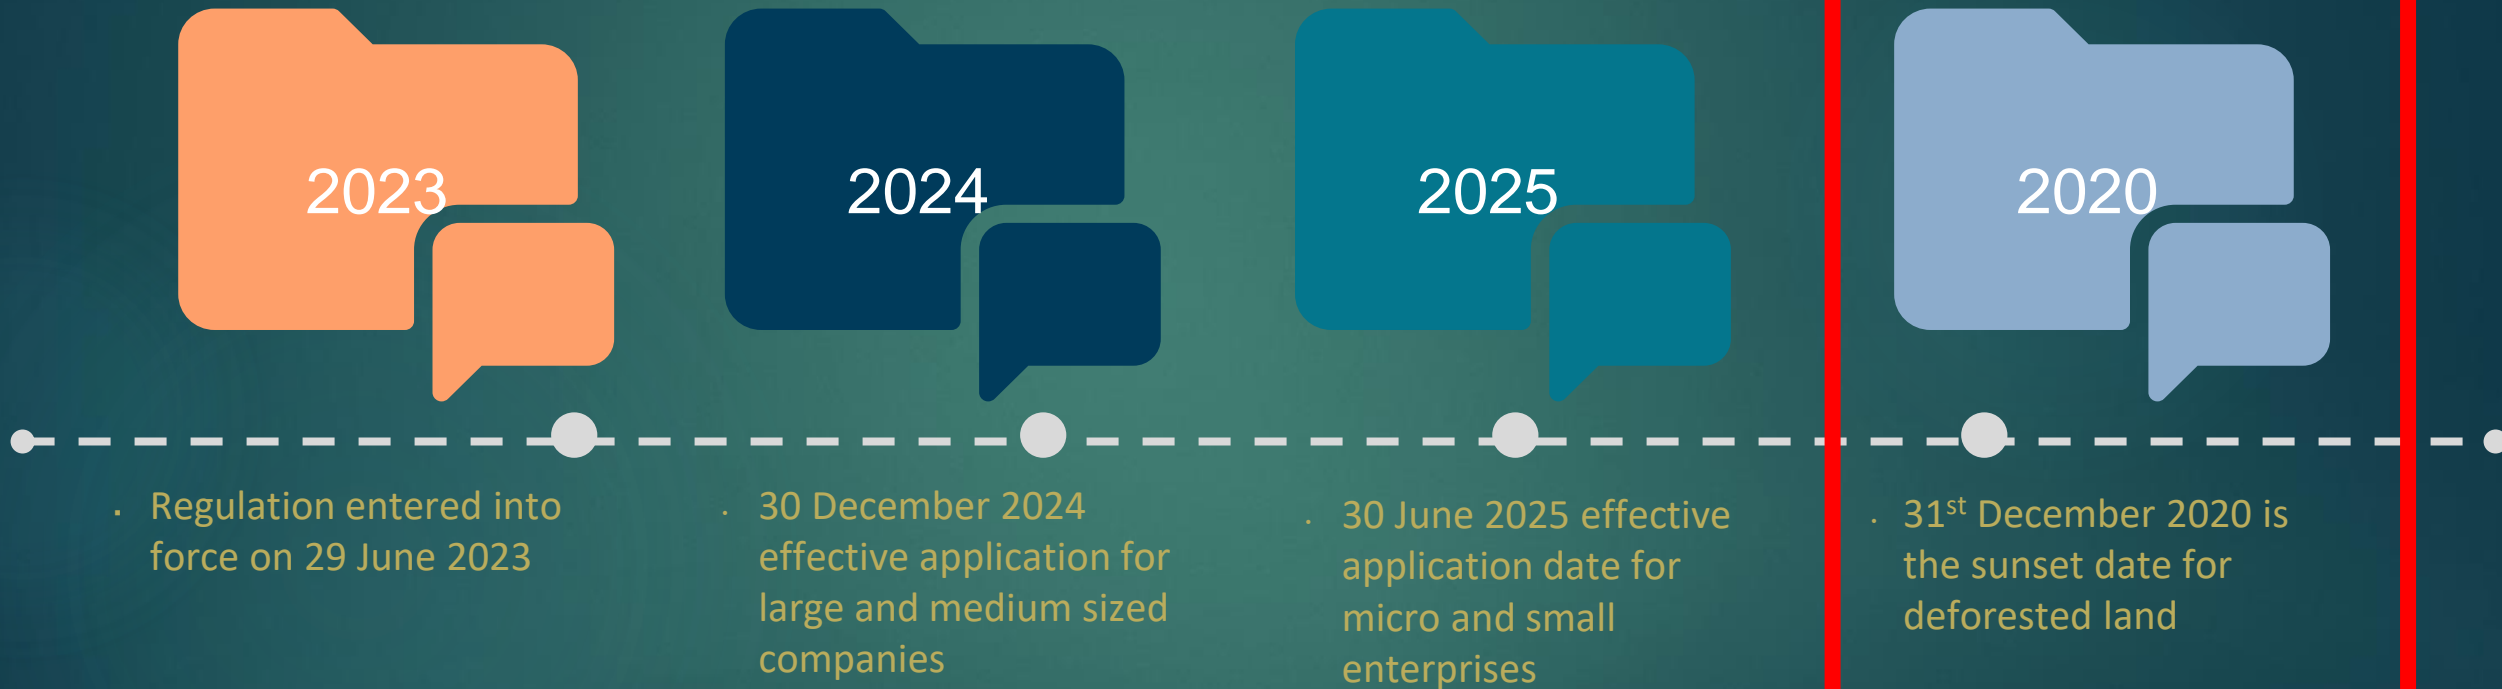 2023
2024
2025
2020
· Regulation entered into
force on 29 June 2023
· 30 December 2024
effective application for
large and medium sized
companies
· 30 June 2025 effective
application date for
micro and small
enterprises
· 31st December 2020 is
the sunset date for
deforested land